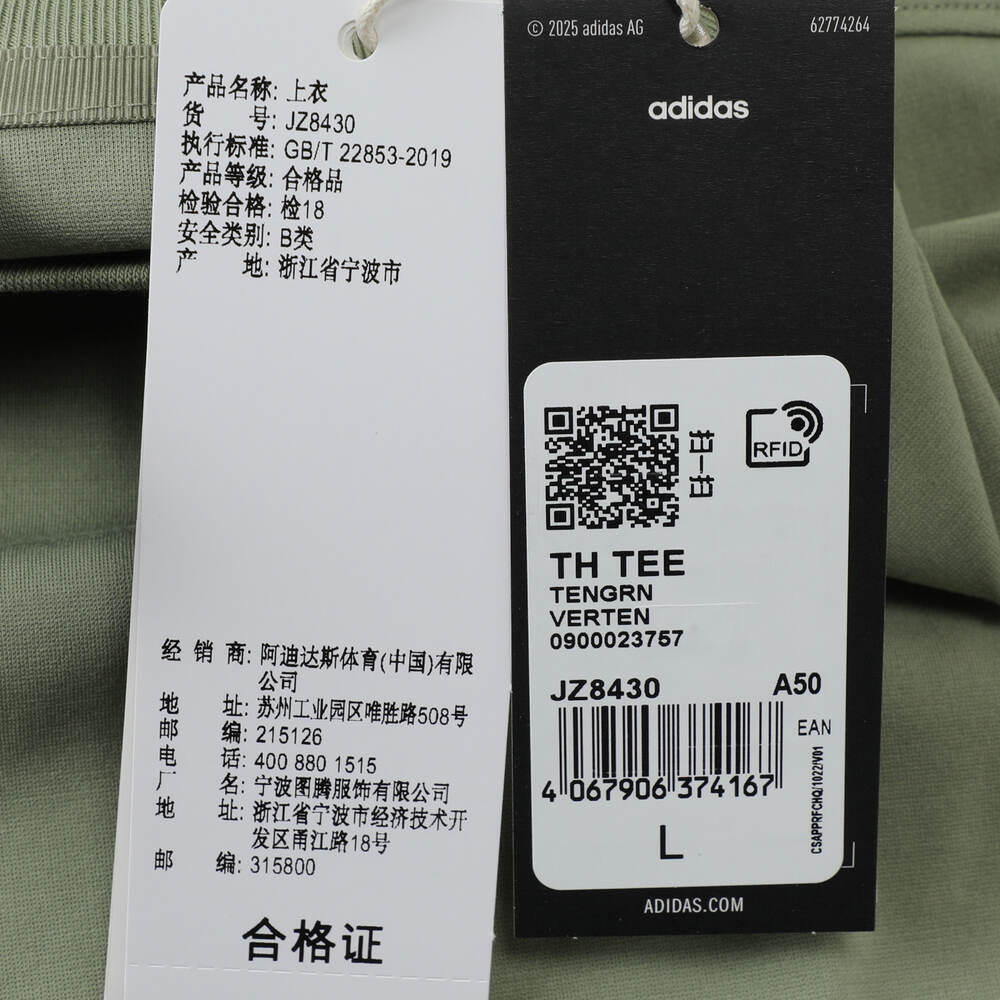 产品名称: 上衣
货 号: JZ8430
执行标准: GB/T 22853-2019
产品等级: 合格品
检验合格: 检18
安全类别: B类
产 地: 浙江省宁波市
经 销 商: 阿迪达斯体育(中国)有限
公司
地 址: 苏州工业园区唯胜路508号
邮 编: 215126
电 话: 400 880 1515
厂 名: 宁波图腾服饰有限公司
地 址: 浙江省宁波市经济技术开
发区甬江路18号
邮 编: 315800
合格证
© 2025 adidas AG
62774264
adidas
扫一扫
RFID
TH TEE
TENGRN
VERTEN
0900023757
JZ8430 A50
EAN
4 067906 374167
CSAPPRFCHQ/1022/V01
L
ADIDAS.COM